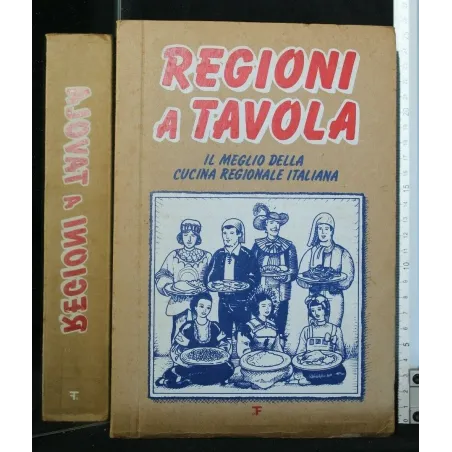 REGIONI
A TAVOLA
IL MEGLIO DELLA
CUCINA REGIONALE ITALIANA
REGIONI A TAVOLA